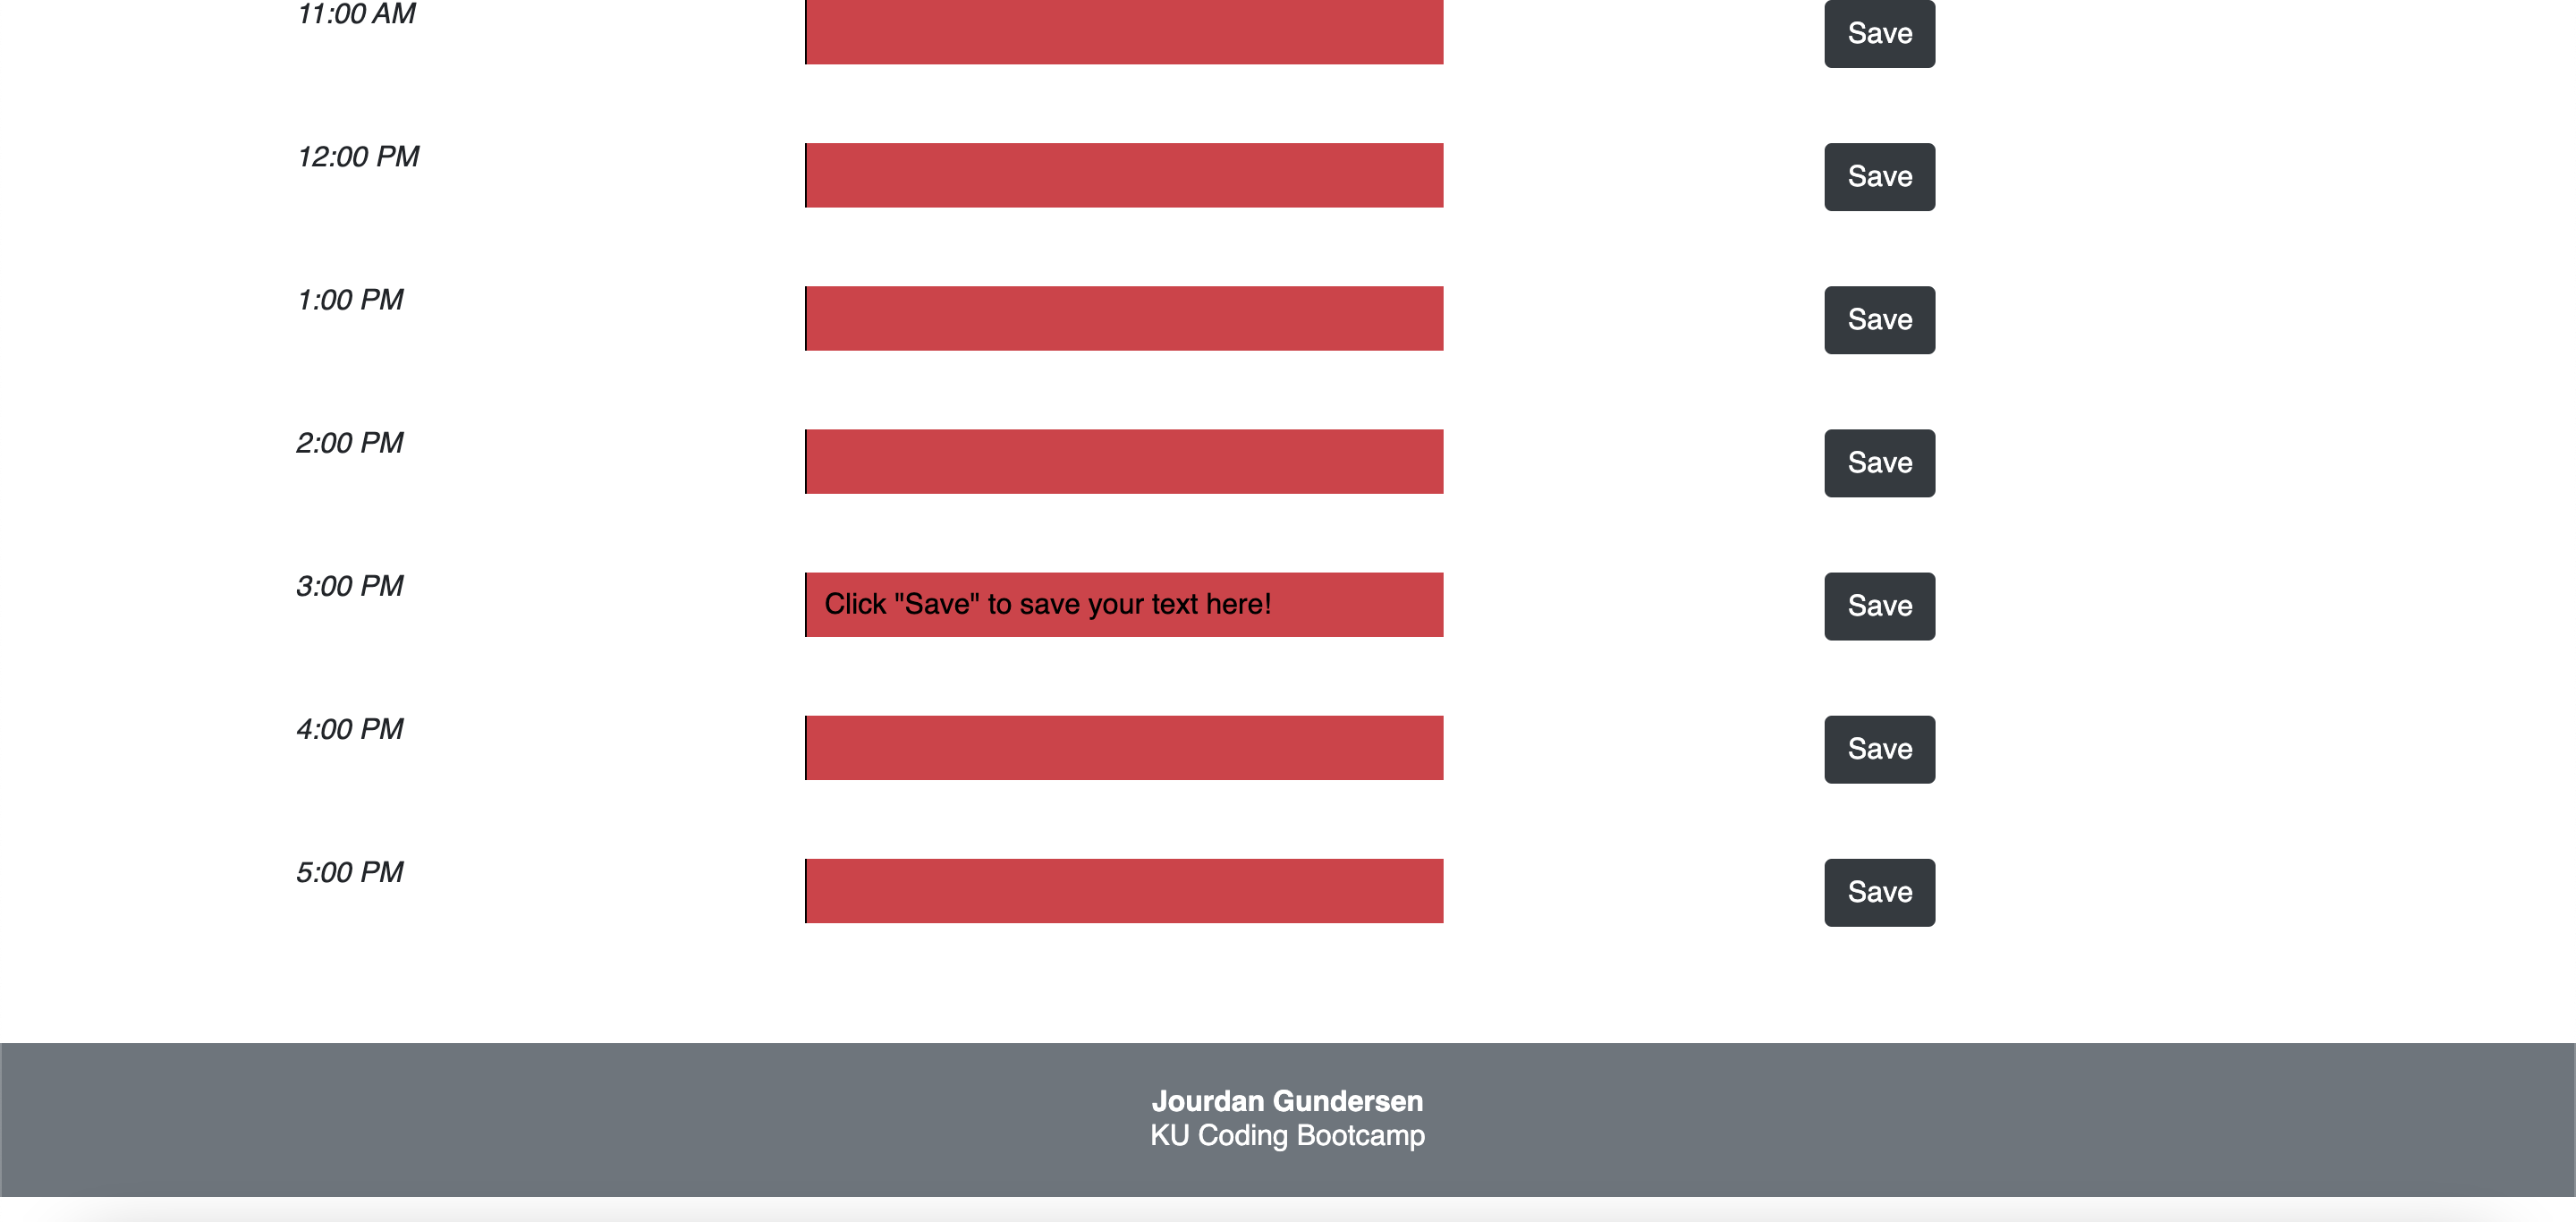 11:00 AM Save
12:00 PM Save
1:00 PM Save
2:00 PM Save
3:00 PM Click "Save" to save your text here! Save
4:00 PM Save
5:00 PM Save
Jourdan Gundersen
KU Coding Bootcamp